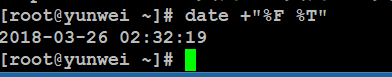 [root@yunwei ~]# date +"%F %T"
2018-03-26 02:32:19
[root@yunwei ~]#